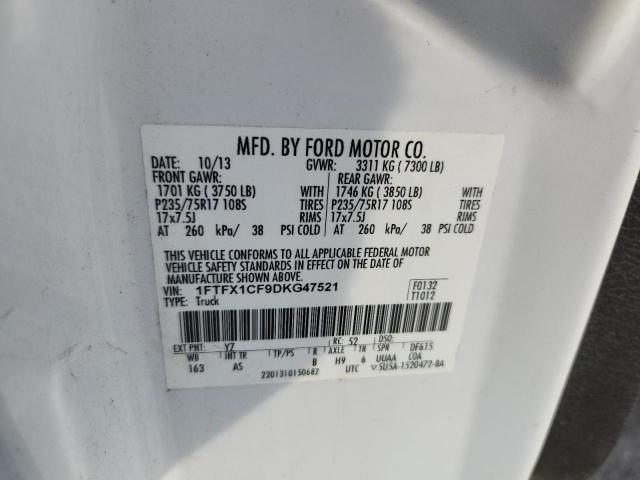 MFD. BY FORD MOTOR CO.
DATE: 10/13 GVWR: 3311 KG ( 7300 LB)
FRONT GAWR: REAR GAWR:
1701 KG ( 3750 LB) WITH 1746 KG ( 3850 LB) WITH
P235/75R17 108S TIRES P235/75R17 108S TIRES
17x7.5J RIMS 17x7.5J RIMS
AT 260 kPa/ 38 PSI COLD AT 260 kPa/ 38 PSI COLD
THIS VEHICLE CONFORMS TO ALL APPLICABLE FEDERAL MOTOR
VEHICLE SAFETY STANDARDS IN EFFECT ON THE DATE OF
MANUFACTURE SHOWN ABOVE.
VIN: 1FTFX1CF9DKG47521 F0132
TYPE: Truck T1012
EXT PNT: YZ RC: 52 DSO:
WB INT TR TP/PS R AXLE TR SPR DF615
163 AS B H9 6 UUAA COA
2201310150682 UTC 5U5A-1520472-BA